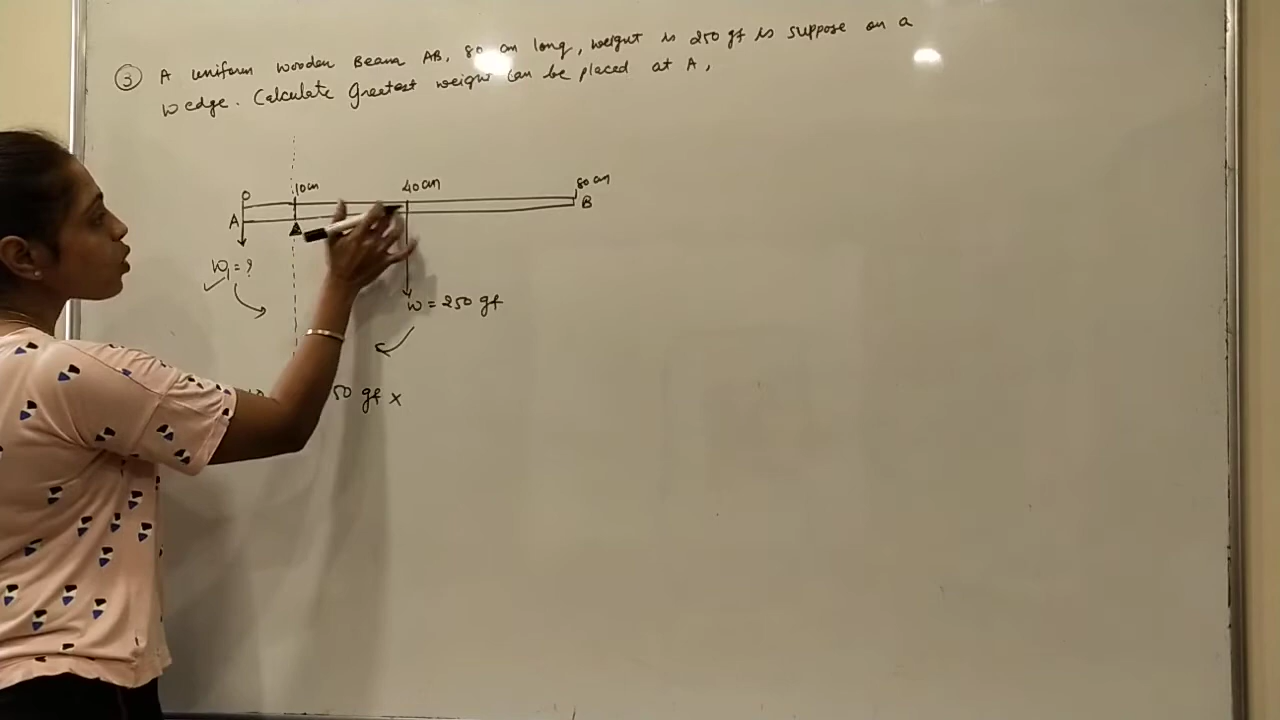 ③ A uniform wooden Beam AB, 80 cm long, weight is 250 gf is suppose on a
wedge. Calculate Greatest weight can be placed at A,
0 10cm 40cm 80 cm
A B
W₁ = ?
w = 250 gf
50 gf x